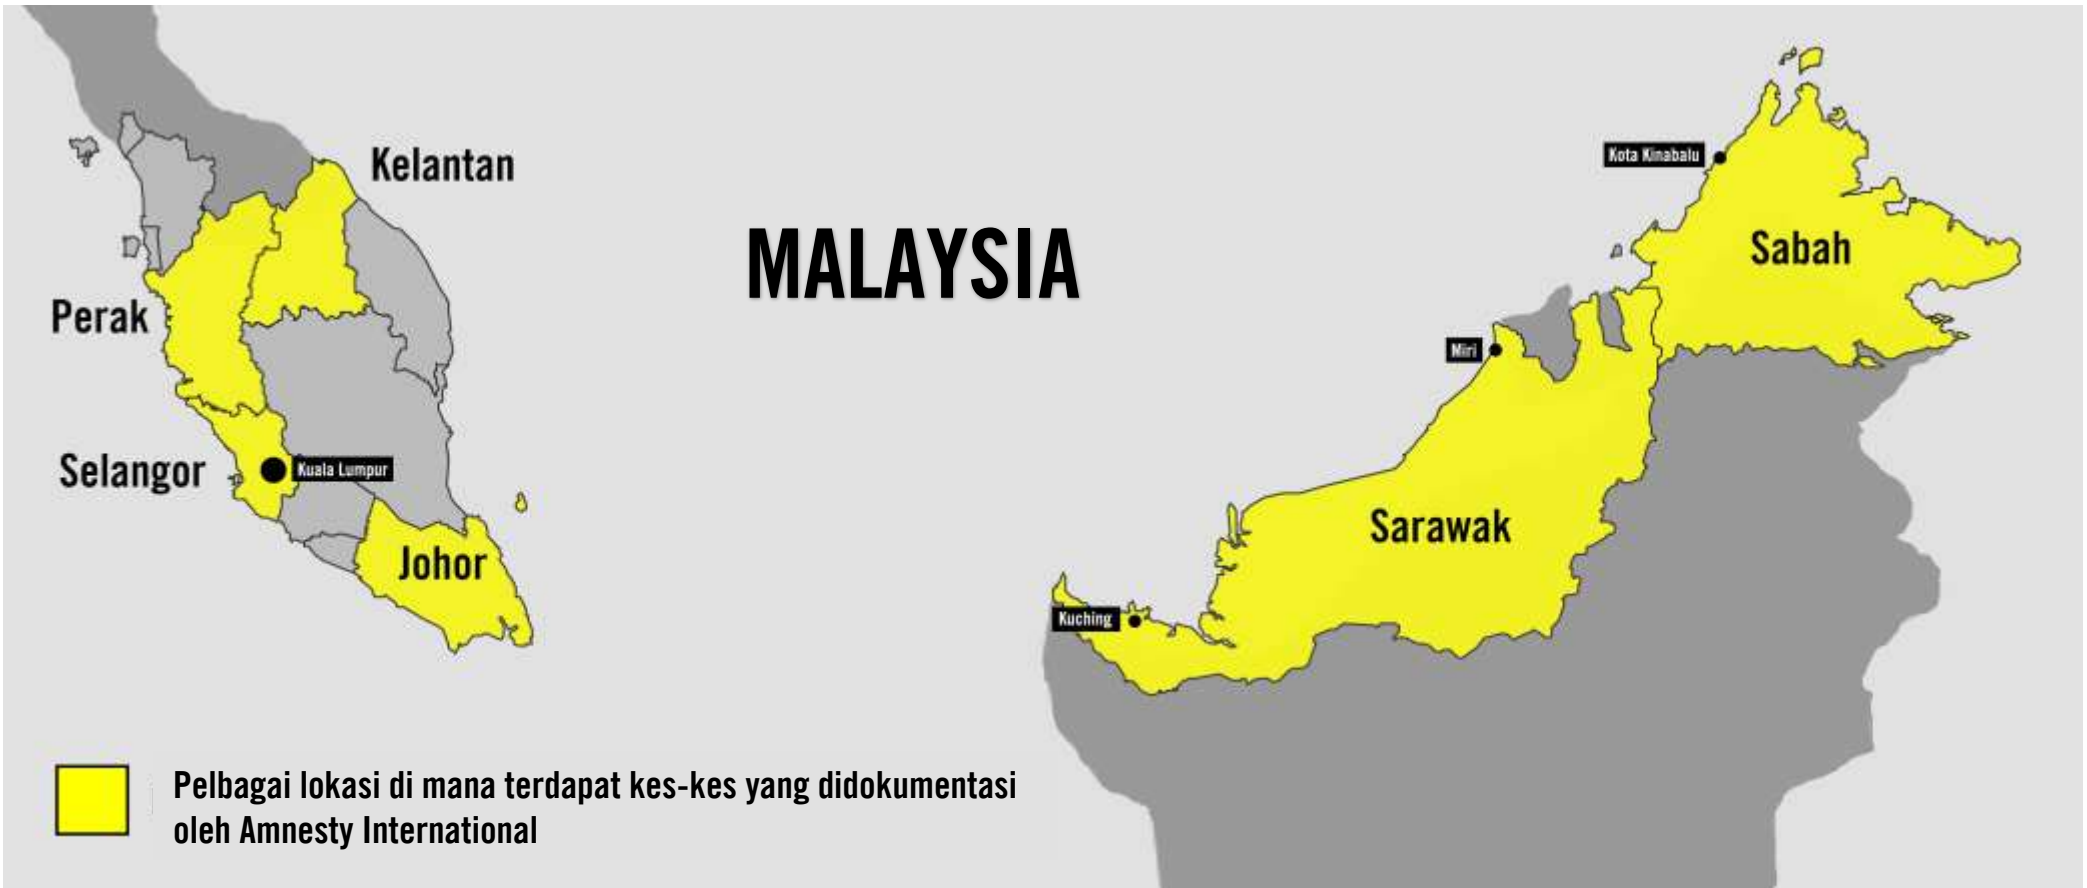 Kelantan
Kota Kinabalu
MALAYSIA
Sabah
Perak
Miri
Selangor
Kuala Lumpur
Sarawak
Johor
Kuching
Pelbagai lokasi di mana terdapat kes-kes yang didokumentasi
oleh Amnesty International